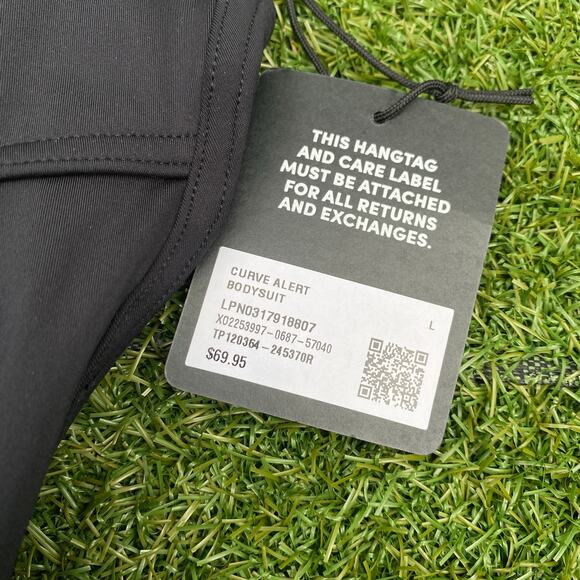 THIS HANGTAG
AND CARE LABEL
MUST BE ATTACHED
FOR ALL RETURNS
AND EXCHANGES.
CURVE ALERT
BODYSUIT
L
LPN0317918807
X02253997-0687-57040
TP120364-245370R
$69.95